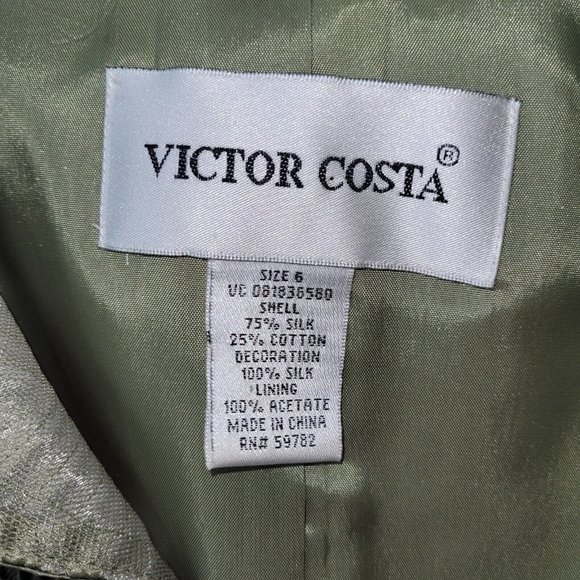 VICTOR COSTA®
SIZE 6
VC 081836580
SHELL
75% SILK
25% COTTON
DECORATION
100% SILK
LINING
100% ACETATE
MADE IN CHINA
RN# 59782